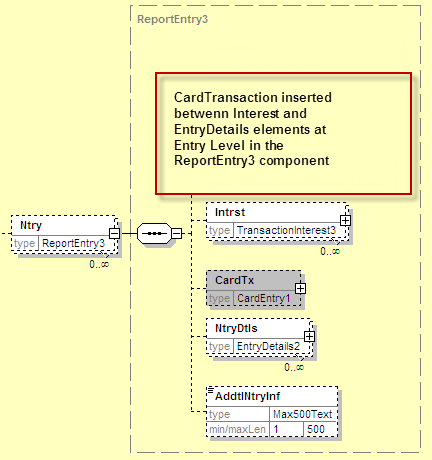 ReportEntry3
CardTransaction inserted
betwenn Interest and
EntryDetails elements at
Entry Level in the
ReportEntry3 component
Ntry
type ReportEntry3
0..∞
Intrst
type TransactionInterest3
0..∞
CardTx
type CardEntry1
NtryDtls
type EntryDetails2
0..∞
AddtlNtryInf
type Max500Text
min/maxLen 1 500